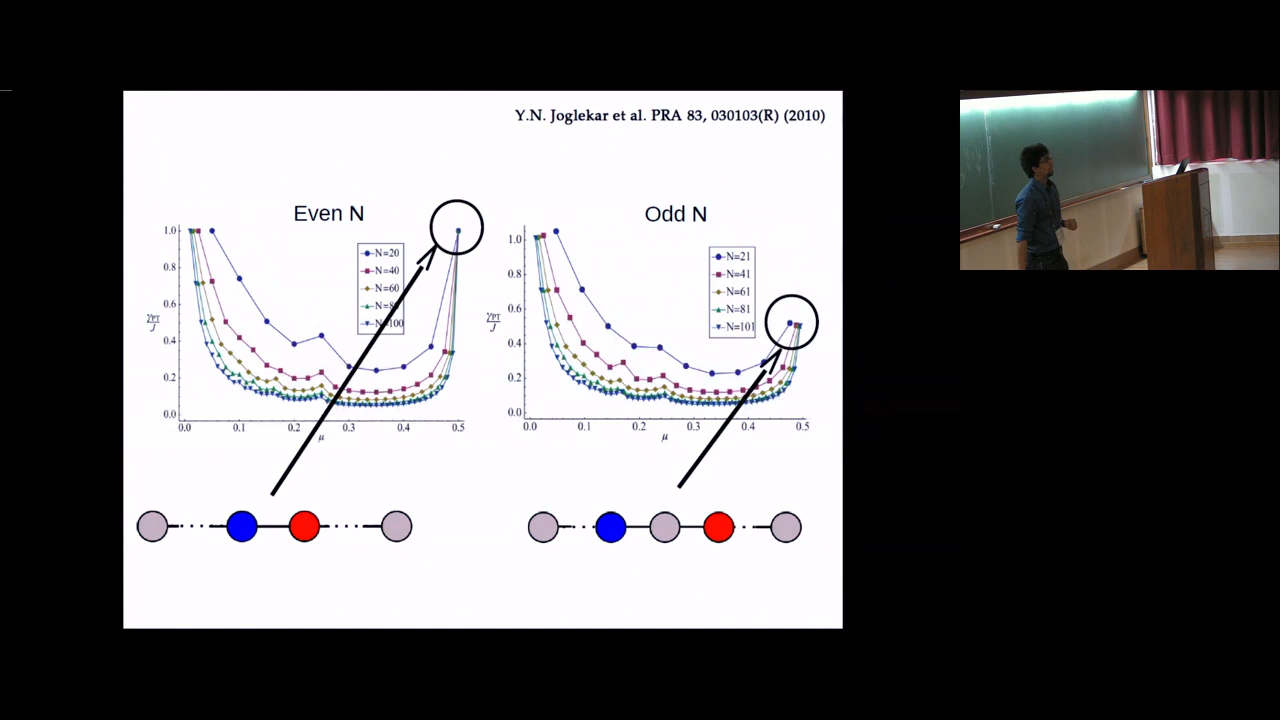 Y.N. Joglekar et al. PRA 83, 030103(R) (2010)
Even N
1.0
0.8
0.6
0.4
0.2
0.0
γPT
J
0.0 0.1 0.2 0.3 0.4 0.5
μ
N=20
N=40
N=60
N=8
N=100
Odd N
1.0
0.8
0.6
0.4
0.2
0.0
γPT
J
0.0 0.1 0.2 0.3 0.4 0.5
μ
N=21
N=41
N=61
N=81
N=101